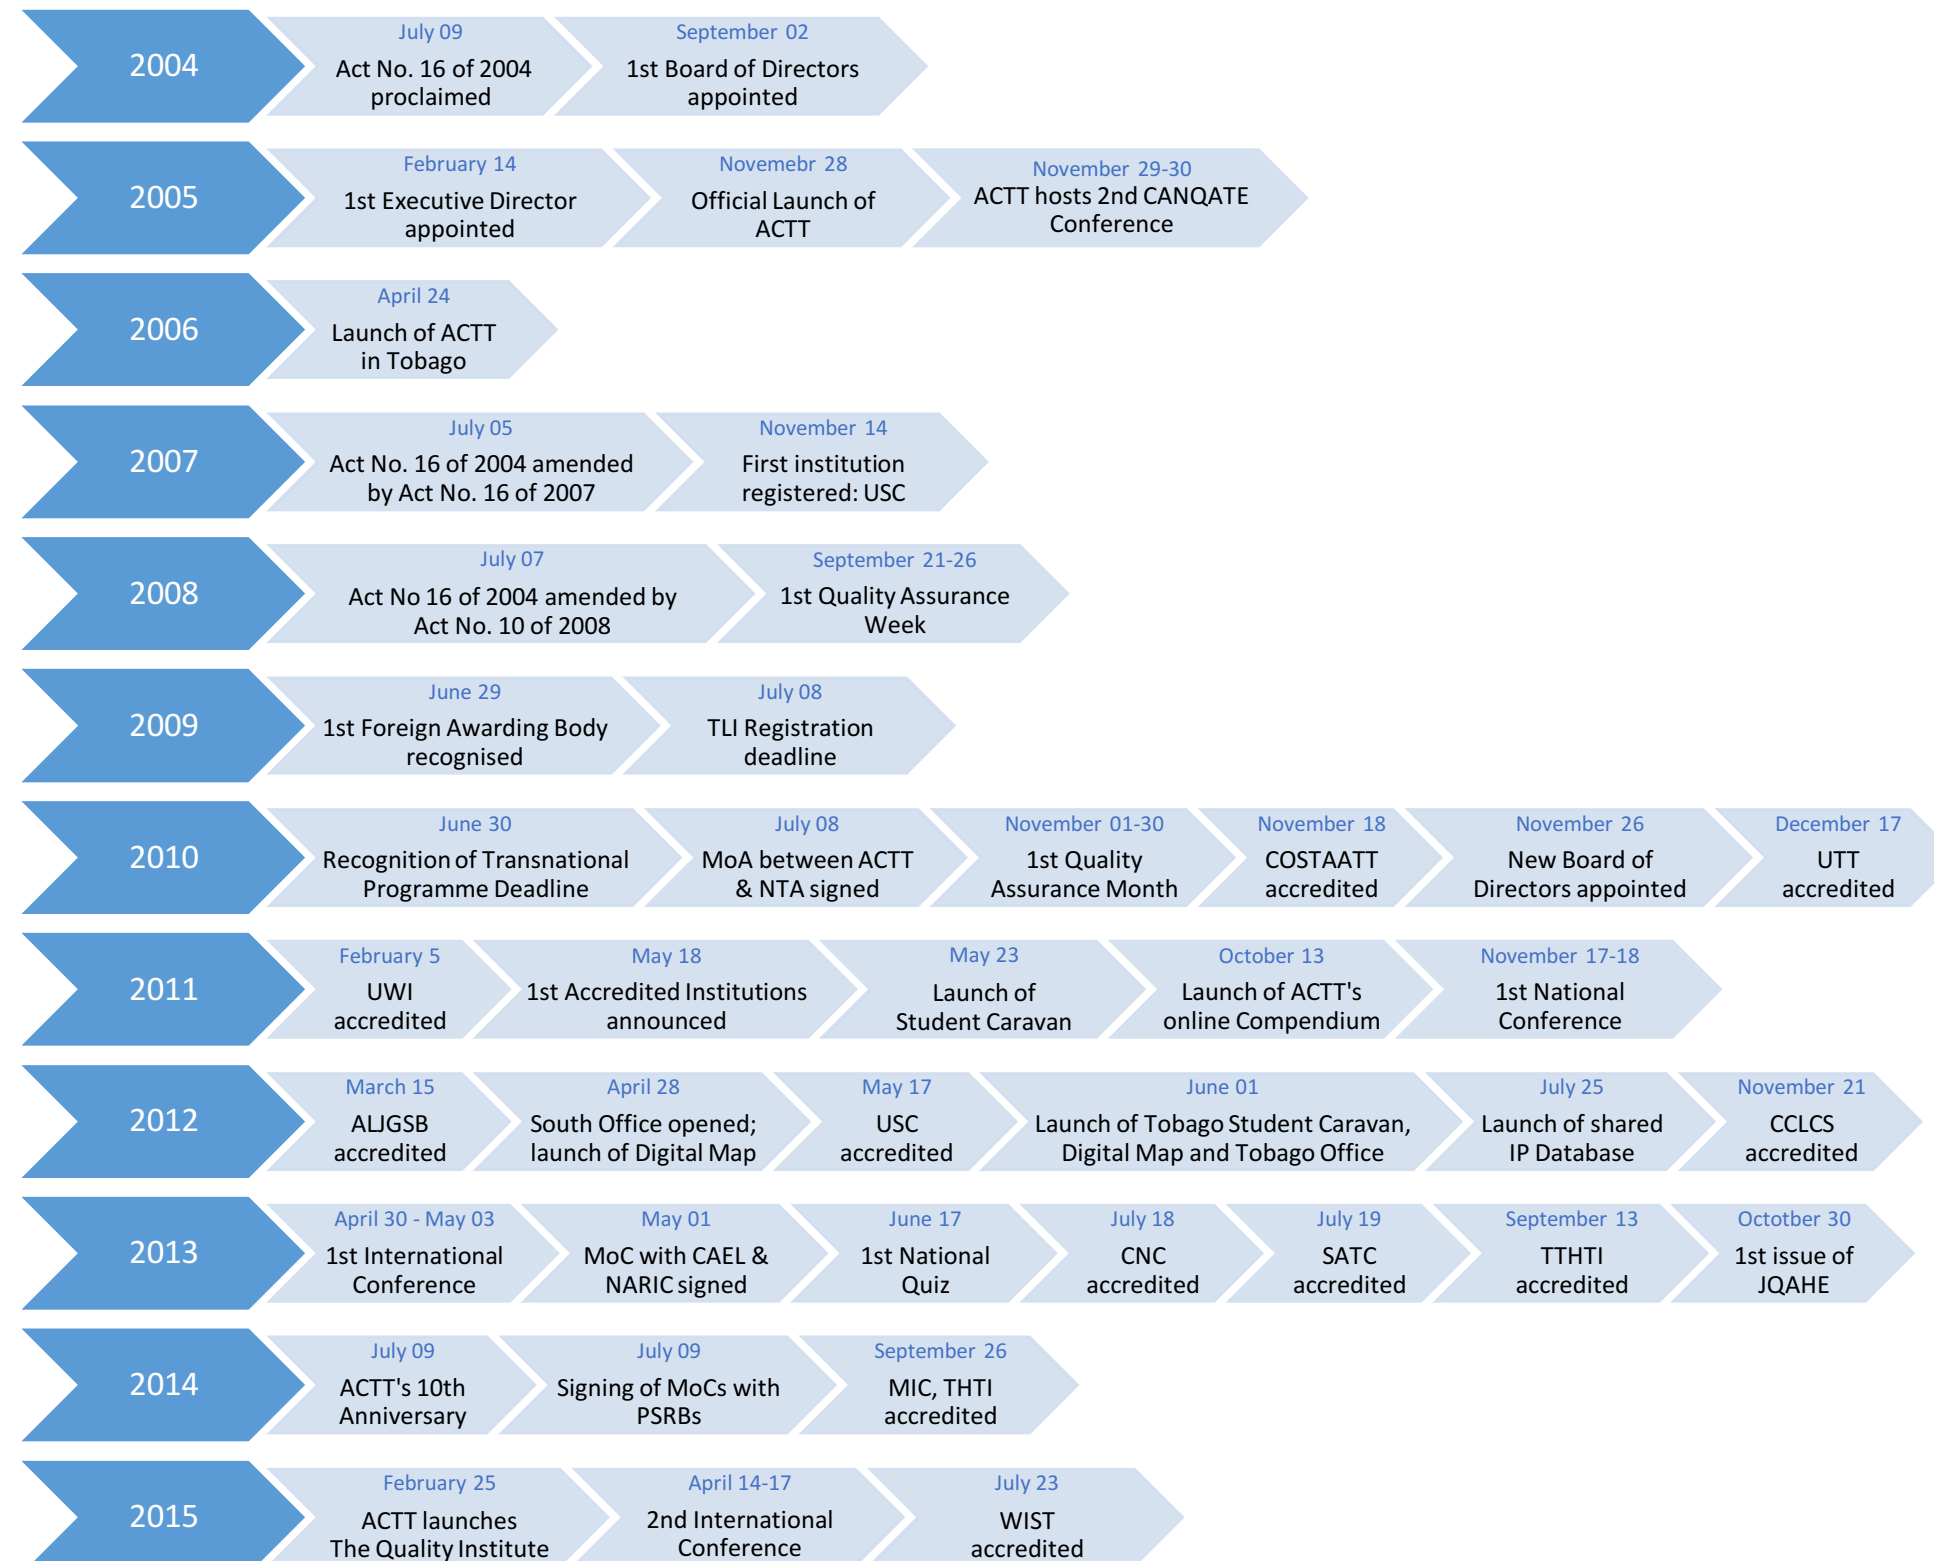 2004
July 09
Act No. 16 of 2004
proclaimed
September 02
1st Board of Directors
appointed
2005
February 14
1st Executive Director
appointed
Novemebr 28
Official Launch of
ACTT
November 29-30
ACTT hosts 2nd CANQATE
Conference
2006
April 24
Launch of ACTT
in Tobago
2007
July 05
Act No. 16 of 2004 amended
by Act No. 16 of 2007
November 14
First institution
registered: USC
2008
July 07
Act No 16 of 2004 amended by
Act No. 10 of 2008
September 21-26
1st Quality Assurance
Week
2009
June 29
1st Foreign Awarding Body
recognised
July 08
TLI Registration
deadline
2010
June 30
Recognition of Transnational
Programme Deadline
July 08
MoA between ACTT
& NTA signed
November 01-30
1st Quality
Assurance Month
November 18
COSTAATT
accredited
November 26
New Board of
Directors appointed
December 17
UTT
accredited
2011
February 5
UWI
accredited
May 18
1st Accredited Institutions
announced
May 23
Launch of
Student Caravan
October 13
Launch of ACTT's
online Compendium
November 17-18
1st National
Conference
2012
March 15
ALJGSB
accredited
April 28
South Office opened;
launch of Digital Map
May 17
USC
accredited
June 01
Launch of Tobago Student Caravan,
Digital Map and Tobago Office
July 25
Launch of shared
IP Database
November 21
CCLCS
accredited
2013
April 30 - May 03
1st International
Conference
May 01
MoC with CAEL &
NARIC signed
June 17
1st National
Quiz
July 18
CNC
accredited
July 19
SATC
accredited
September 13
TTHTI
accredited
Octotber 30
1st issue of
JQAHE
2014
July 09
ACTT's 10th
Anniversary
July 09
Signing of MoCs with
PSRBs
September 26
MIC, THTI
accredited
2015
February 25
ACTT launches
The Quality Institute
April 14-17
2nd International
Conference
July 23
WIST
accredited